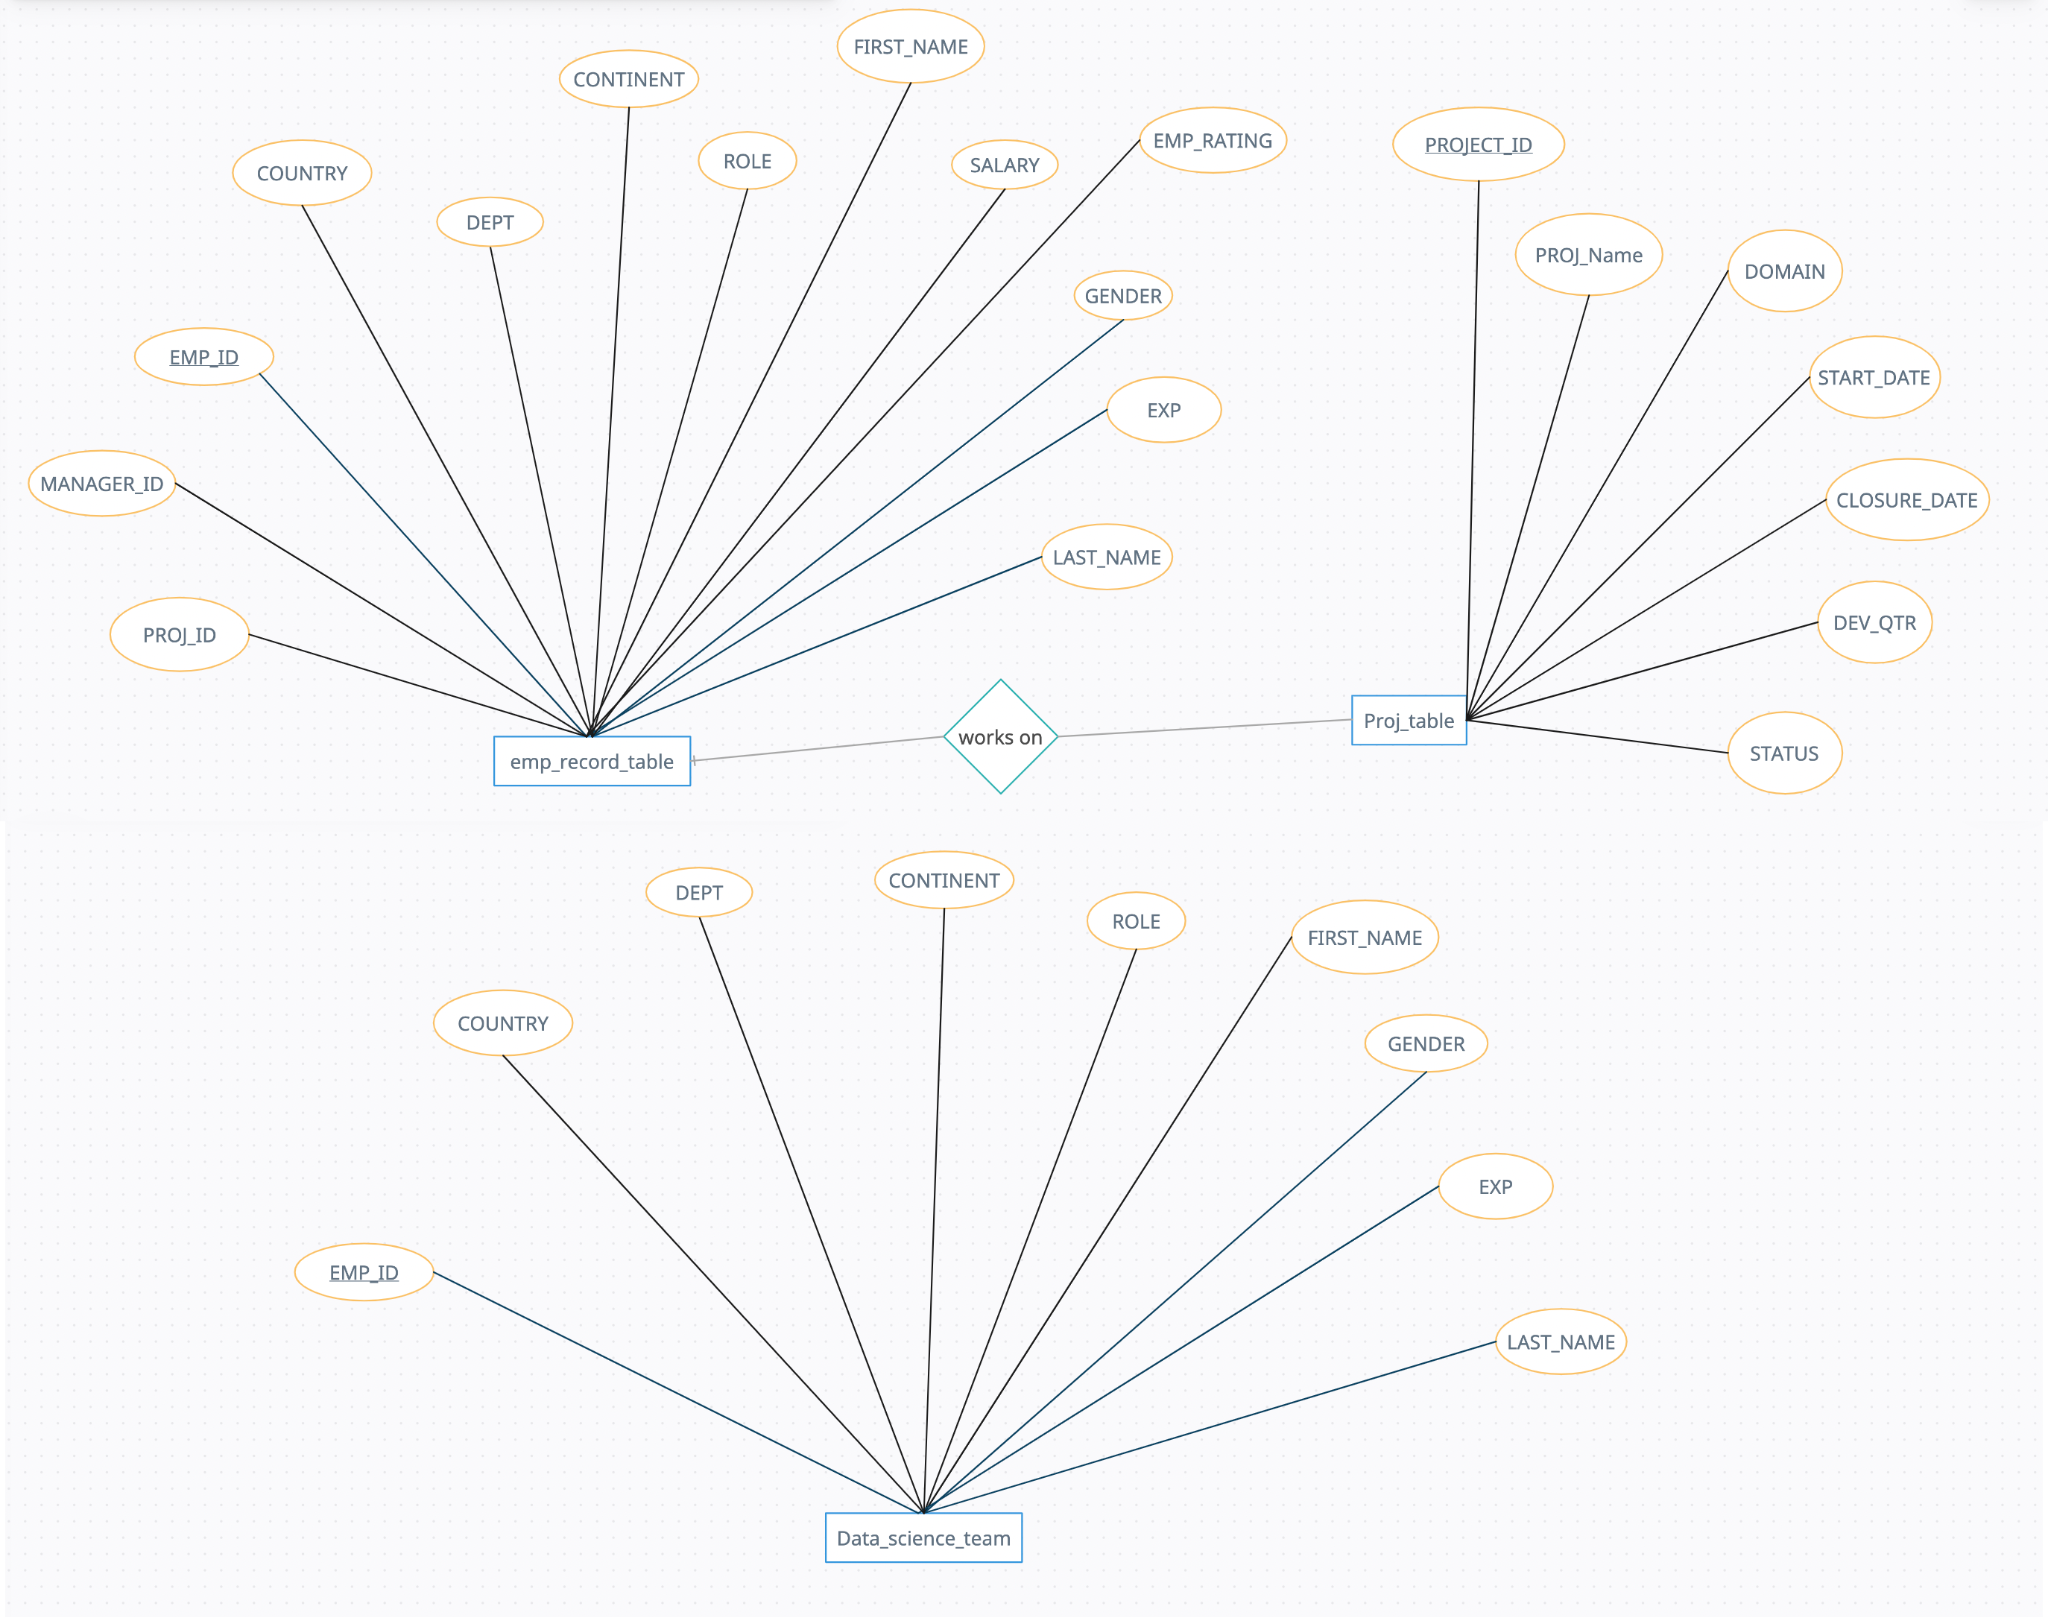 FIRST_NAME
CONTINENT
EMP_RATING
ROLE
SALARY
COUNTRY
DEPT
PROJECT_ID
PROJ_Name
DOMAIN
GENDER
EMP_ID
START_DATE
EXP
MANAGER_ID
CLOSURE_DATE
LAST_NAME
PROJ_ID
DEV_QTR
Proj_table
works on
STATUS
emp_record_table
CONTINENT
DEPT
ROLE
FIRST_NAME
COUNTRY
GENDER
EXP
EMP_ID
LAST_NAME
Data_science_team